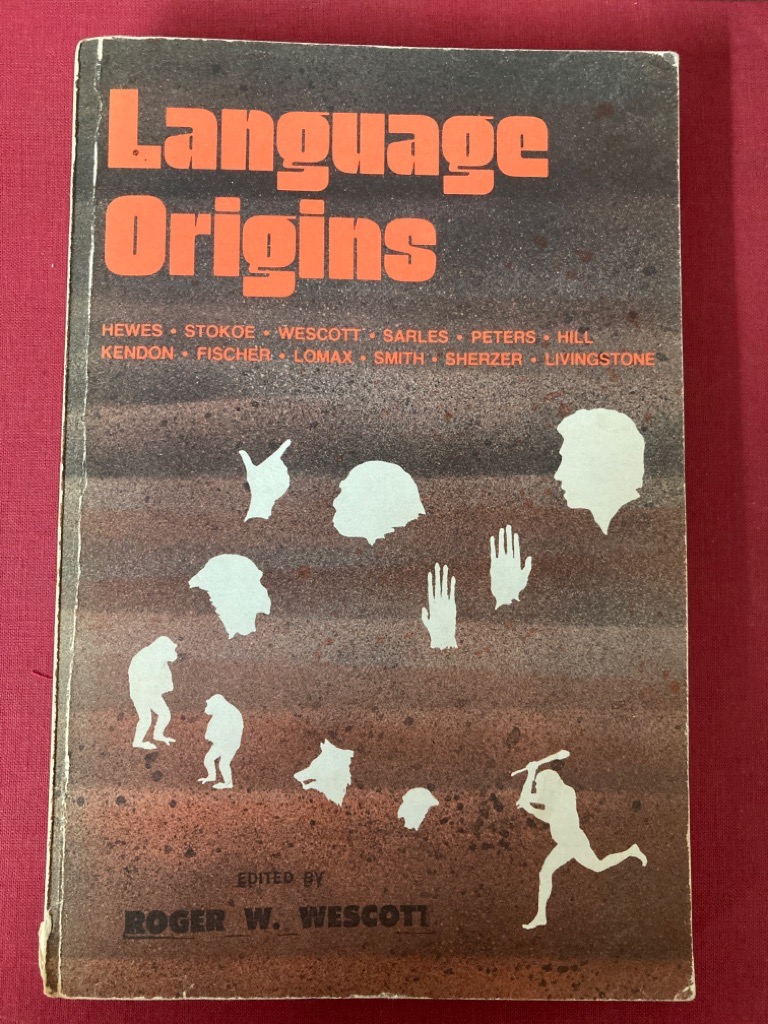 Language
Origins
HEWES • STOKOE • WESCOTT • SARLES • PETERS • HILL
KENDON • FISCHER • LOMAX • SMITH • SHERZER • LIVINGSTONE
EDITED BY
ROGER W. WESCOTT